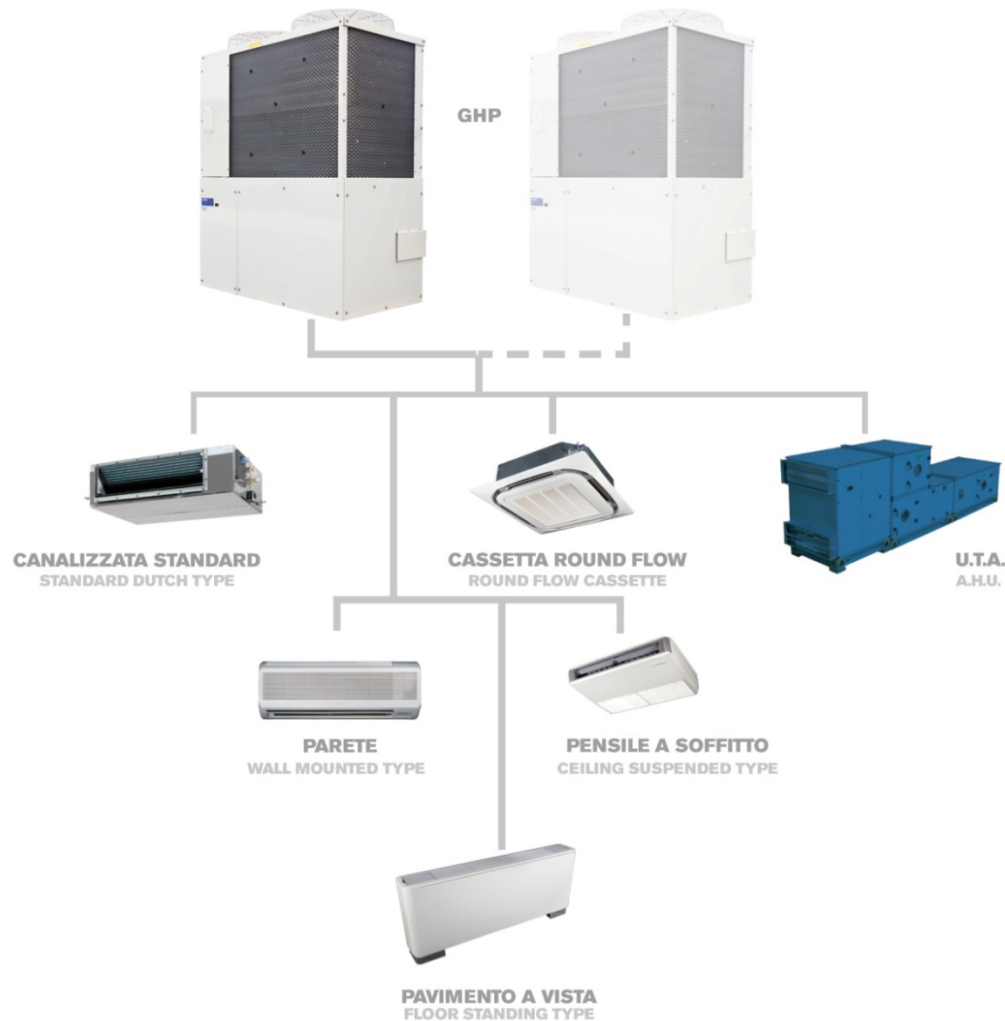 GHP
CANALIZZATA STANDARD
STANDARD DUTCH TYPE
CASSETTA ROUND FLOW
ROUND FLOW CASSETTE
U.T.A.
A.H.U.
PARETE
WALL MOUNTED TYPE
PENSILE A SOFFITTO
CEILING SUSPENDED TYPE
PAVIMENTO A VISTA
FLOOR STANDING TYPE